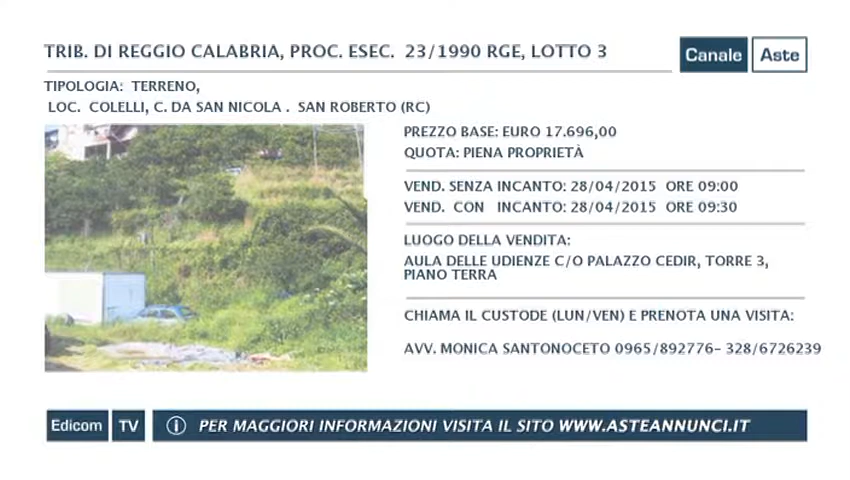 TRIB. DI REGGIO CALABRIA, PROC. ESEC. 23/1990 RGE, LOTTO 3
Canale Aste
TIPOLOGIA: TERRENO,
LOC. COLELLI, C. DA SAN NICOLA . SAN ROBERTO (RC)
PREZZO BASE: EURO 17.696,00
QUOTA: PIENA PROPRIETÀ
VEND. SENZA INCANTO: 28/04/2015 ORE 09:00
VEND. CON INCANTO: 28/04/2015 ORE 09:30
LUOGO DELLA VENDITA:
AULA DELLE UDIENZE C/O PALAZZO CEDIR, TORRE 3,
PIANO TERRA
CHIAMA IL CUSTODE (LUN/VEN) E PRENOTA UNA VISITA:
AVV. MONICA SANTONOCETO 0965/892776- 328/6726239
Edicom TV
PER MAGGIORI INFORMAZIONI VISITA IL SITO WWW.ASTEANNUNCI.IT